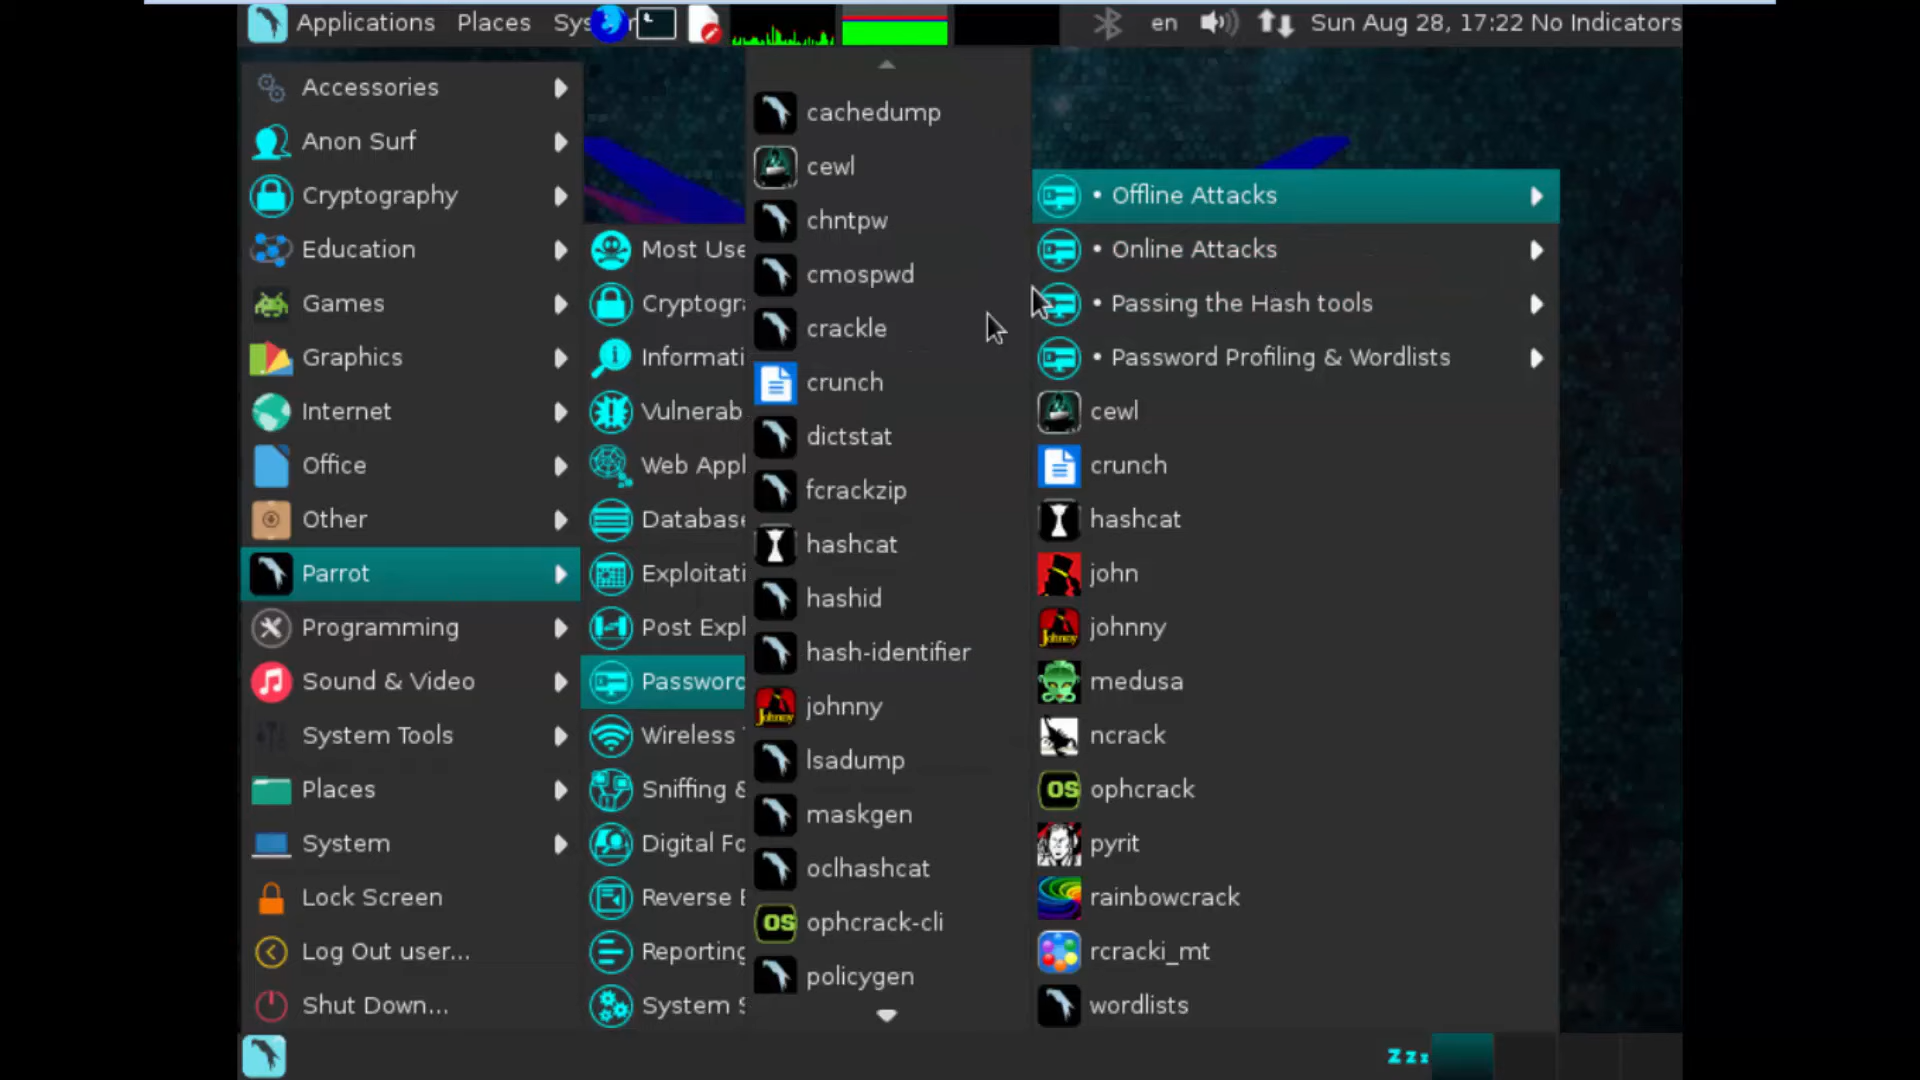 Applications Places Sys
en
Sun Aug 28, 17:22 No Indicators
Accessories
Anon Surf
Cryptography
Education
Games
Graphics
Internet
Office
Other
Parrot
Programming
Sound & Video
System Tools
Places
System
Lock Screen
Log Out user...
Shut Down...
Most Use
Cryptogr
Informati
Vulnerab
Web Appl
Database
Exploitati
Post Expl
Password
Wireless
Sniffing &
Digital Fo
Reverse E
Reporting
System S
cachedump
cewl
chntpw
cmospwd
crackle
crunch
dictstat
fcrackzip
hashcat
hashid
hash-identifier
johnny
lsadump
maskgen
oclhashcat
ophcrack-cli
policygen
• Offline Attacks
• Online Attacks
• Passing the Hash tools
• Password Profiling & Wordlists
cewl
crunch
hashcat
john
johnny
medusa
ncrack
ophcrack
pyrit
rainbowcrack
rcracki_mt
wordlists
zzz